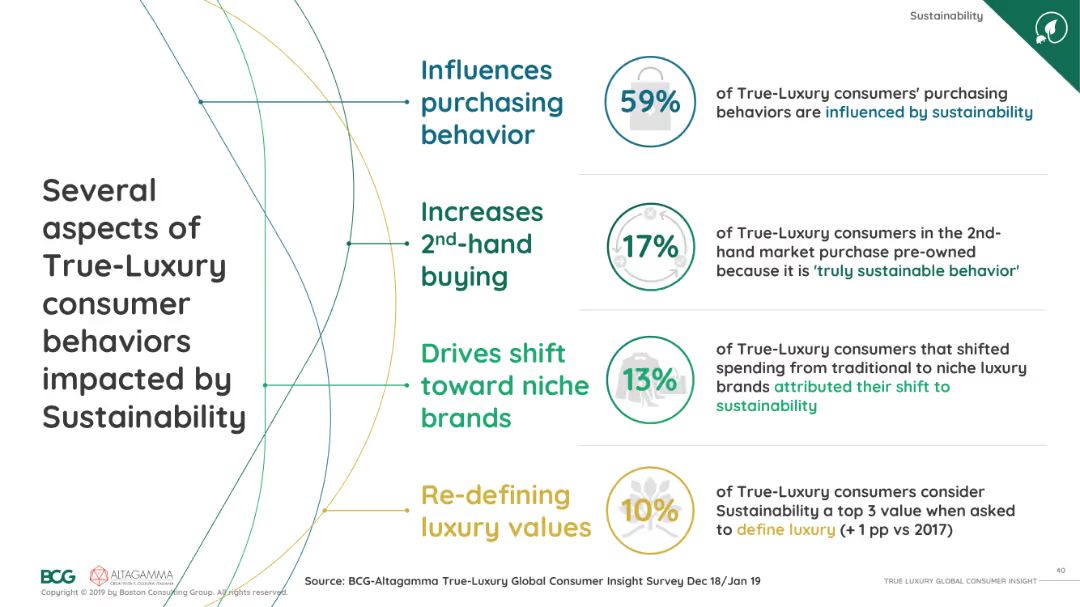 Sustainability
Several
aspects of
True-Luxury
consumer
behaviors
impacted by
Sustainability
Influences
purchasing
behavior
59%
of True-Luxury consumers' purchasing
behaviors are influenced by sustainability
Increases
2nd-hand
buying
17%
of True-Luxury consumers in the 2nd-
hand market purchase pre-owned
because it is 'truly sustainable behavior'
Drives shift
toward niche
brands
13%
of True-Luxury consumers that shifted
spending from traditional to niche luxury
brands attributed their shift to
sustainability
Re-defining
luxury values
10%
of True-Luxury consumers consider
Sustainability a top 3 value when asked
to define luxury (+ 1 pp vs 2017)
BCG
ALTAGAMMA
Copyright © 2019 by Boston Consulting Group. All rights reserved.
Source: BCG-Altagamma True-Luxury Global Consumer Insight Survey Dec 18/Jan 19
40
TRUE LUXURY GLOBAL CONSUMER INSIGHT